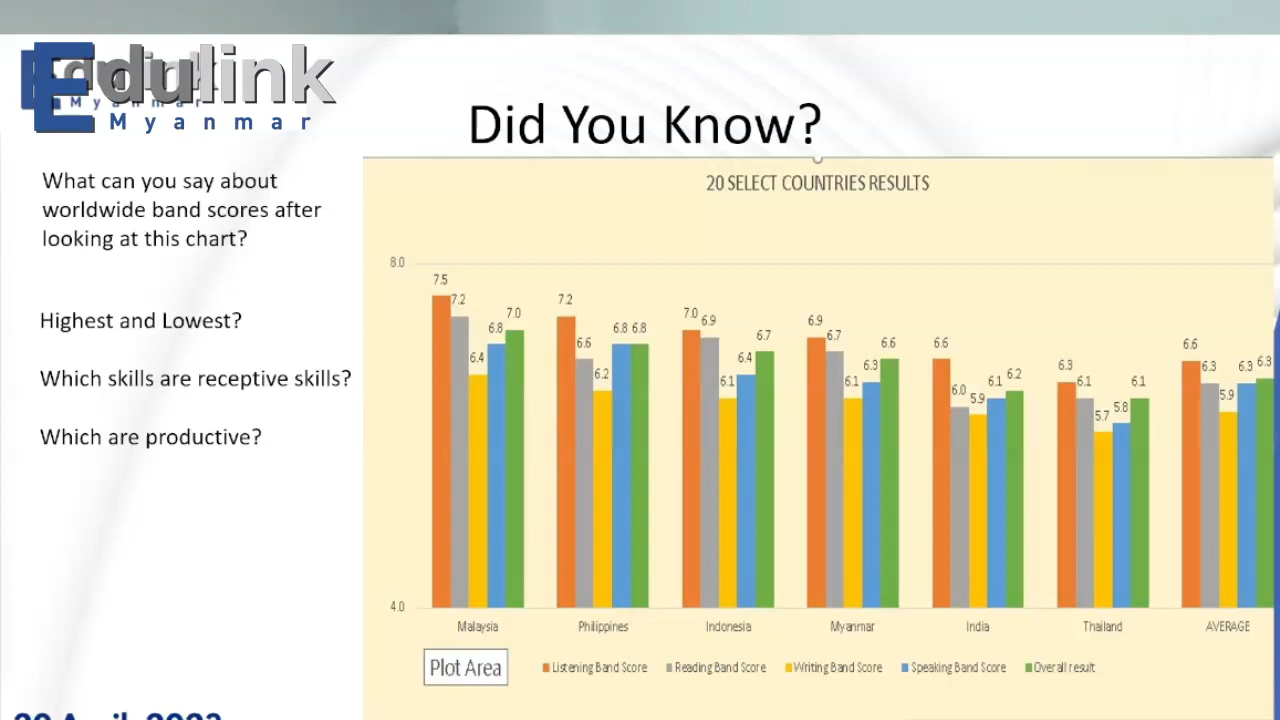 Edulink
Myanmar
Did You Know?
What can you say about
worldwide band scores after
looking at this chart?
Highest and Lowest?
Which skills are receptive skills?
Which are productive?
20 SELECT COUNTRIES RESULTS
8.0
7.5 7.2 6.4 6.8 7.0
7.2 6.6 6.2 6.8 6.8
7.0 6.9 6.1 6.4 6.7
6.9 6.7 6.1 6.3 6.6
6.6 6.0 5.9 6.1 6.2
6.3 6.1 5.7 5.8 6.1
6.6 6.3 5.9 6.3 6.3
4.0
Malaysia Philippines Indonesia Myanmar India Thailand AVERAGE
Plot Area
Listening Band Score Reading Band Score Writing Band Score Speaking Band Score Overall result